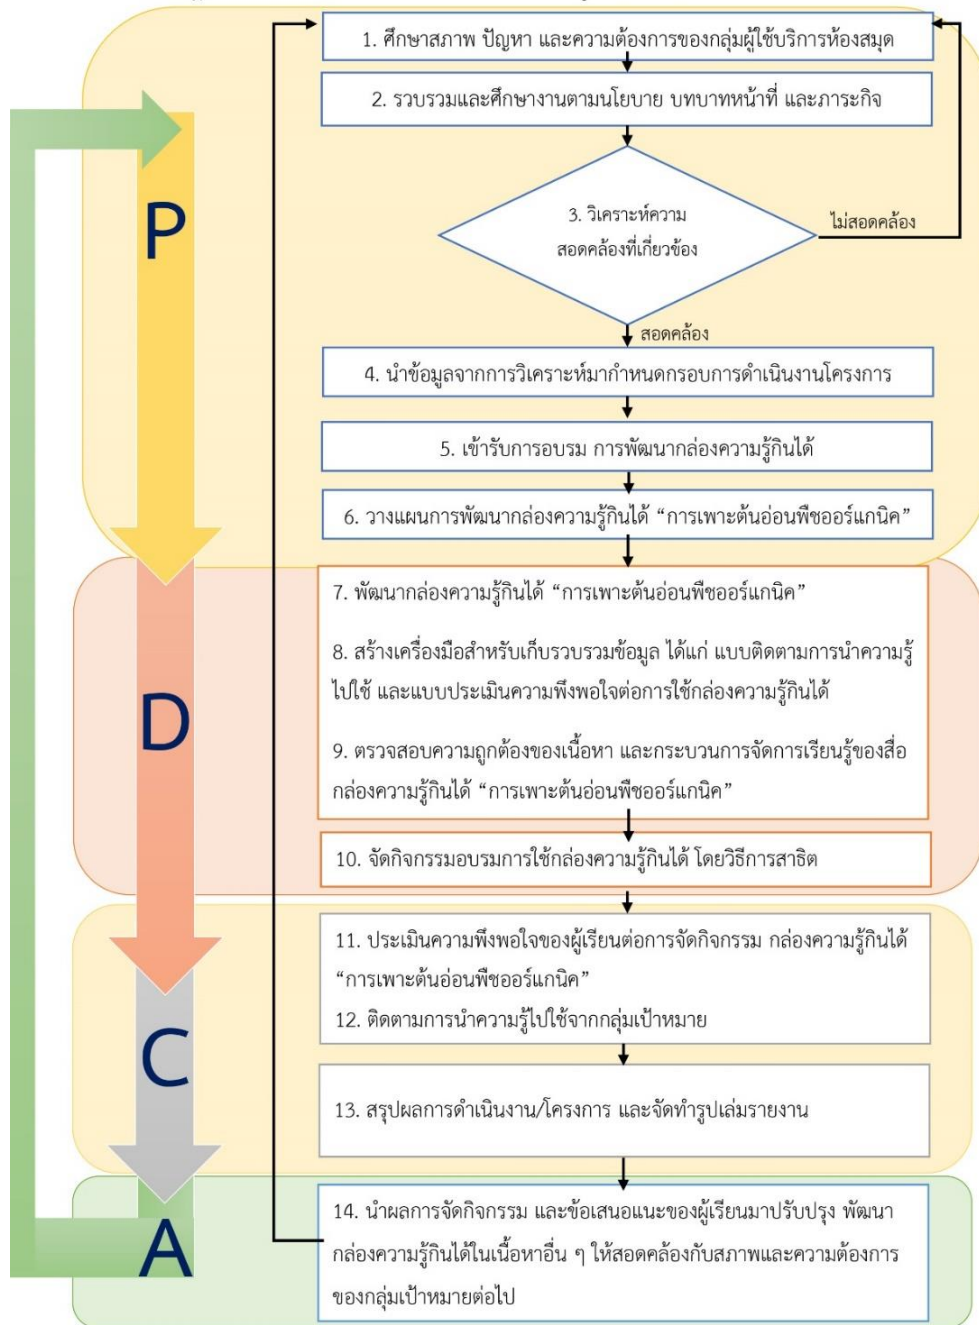 1. ศึกษาสภาพ ปัญหา และความต้องการของกลุ่มผู้ใช้บริการห้องสมุด
2. รวบรวมและศึกษางานตามนโยบาย บทบาทหน้าที่ และภาระกิจ
P
3. วิเคราะห์ความ
สอดคล้องที่เกี่ยวข้อง
ไม่สอดคล้อง
สอดคล้อง
4. นำข้อมูลจากการวิเคราะห์มากำหนดกรอบการดำเนินงานโครงการ
5. เข้ารับการอบรม การพัฒนากล่องความรู้กินได้
6. วางแผนการพัฒนากล่องความรู้กินได้ “การเพาะต้นอ่อนพืชออร์แกนิค”
D
7. พัฒนากล่องความรู้กินได้ “การเพาะต้นอ่อนพืชออร์แกนิค”
8. สร้างเครื่องมือสำหรับเก็บรวบรวมข้อมูล ได้แก่ แบบติดตามการนำความรู้
ไปใช้ และแบบประเมินความพึงพอใจต่อการใช้กล่องความรู้กินได้
9. ตรวจสอบความถูกต้องของเนื้อหา และกระบวนการจัดการเรียนรู้ของสื่อ
กล่องความรู้กินได้ “การเพาะต้นอ่อนพืชออร์แกนิค”
10. จัดกิจกรรมอบรมการใช้กล่องความรู้กินได้ โดยวิธีการสาธิต
C
11. ประเมินความพึงพอใจของผู้เรียนต่อการจัดกิจกรรม กล่องความรู้กินได้
“การเพาะต้นอ่อนพืชออร์แกนิค”
12. ติดตามการนำความรู้ไปใช้จากกลุ่มเป้าหมาย
13. สรุปผลการดำเนินงาน/โครงการ และจัดทำรูปเล่มรายงาน
A
14. นำผลการจัดกิจกรรม และข้อเสนอแนะของผู้เรียนมาปรับปรุง พัฒนา
กล่องความรู้กินได้ในเนื้อหาอื่น ๆ ให้สอดคล้องกับสภาพและความต้องการ
ของกลุ่มเป้าหมายต่อไป